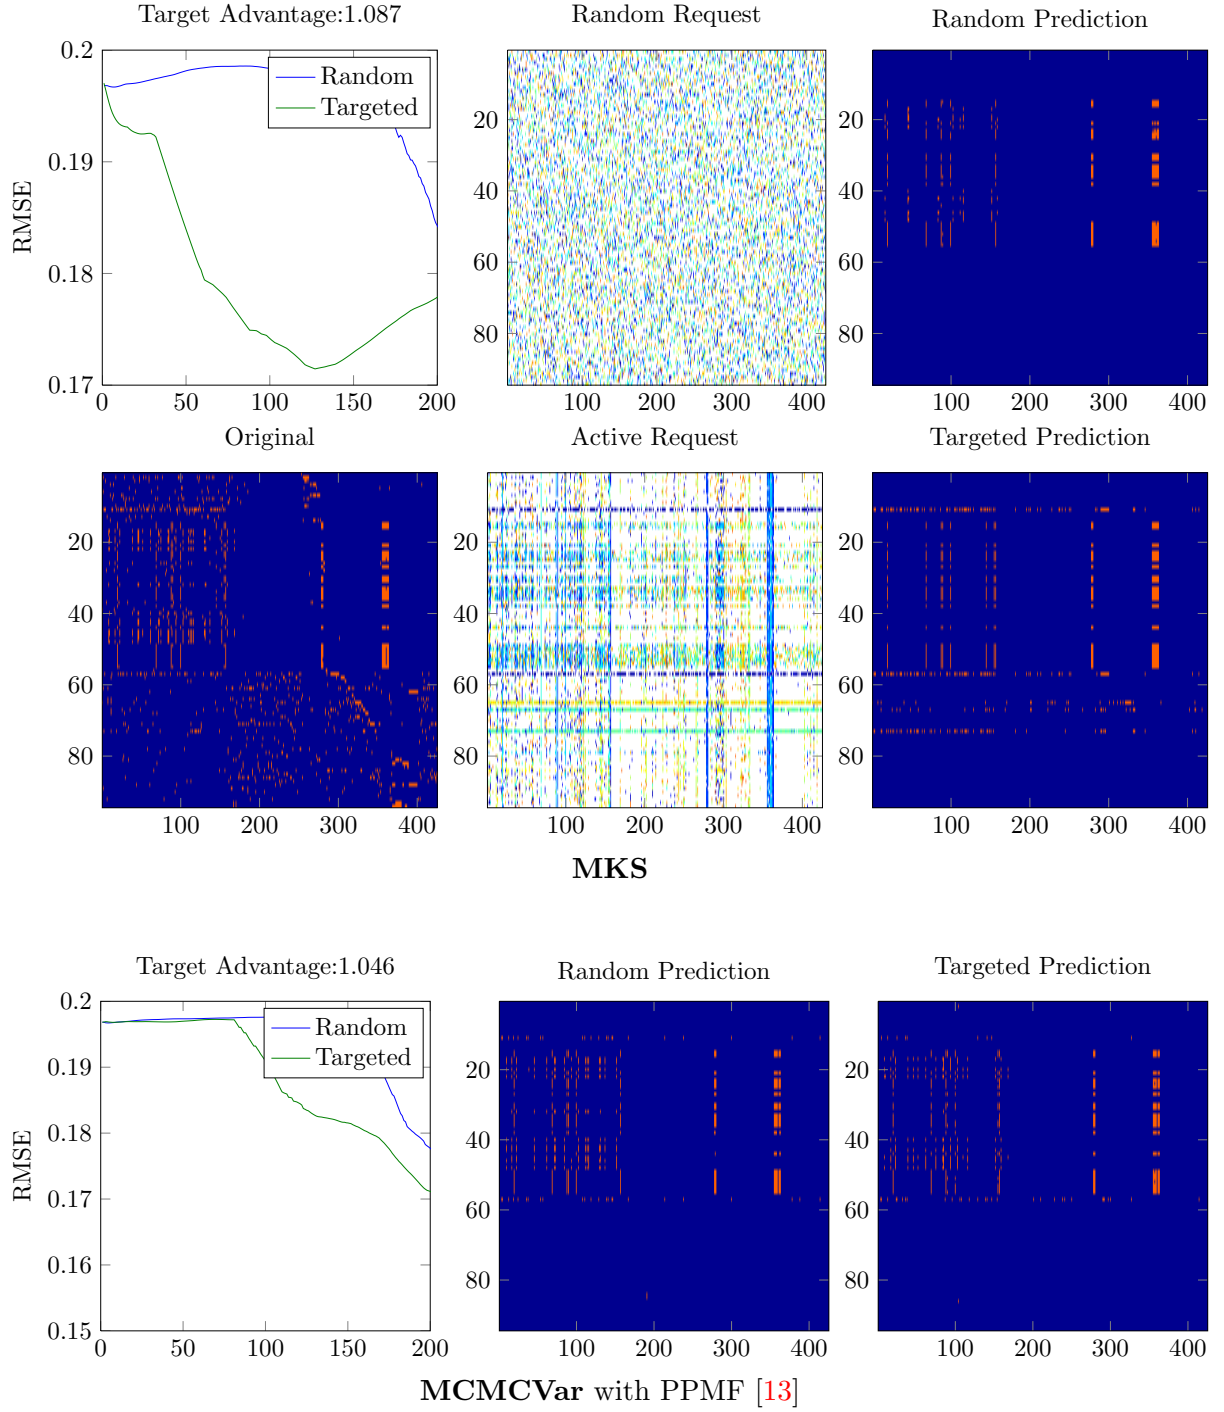 Target Advantage:1.087
Random Request
Random Prediction
0.2
0.19
0.18
0.17
RMSE
0 50 100 150 200
Random
Targeted
20
40
60
80
100 200 300 400
20
40
60
80
100 200 300 400
Original
Active Request
Targeted Prediction
20
40
60
80
100 200 300 400
20
40
60
80
100 200 300 400
20
40
60
80
100 200 300 400
MKS
Target Advantage:1.046
Random Prediction
Targeted Prediction
0.2
0.19
0.18
0.17
0.16
0.15
RMSE
0 50 100 150 200
Random
Targeted
20
40
60
80
100 200 300 400
20
40
60
80
100 200 300 400
MCMCVar with PPMF [13]